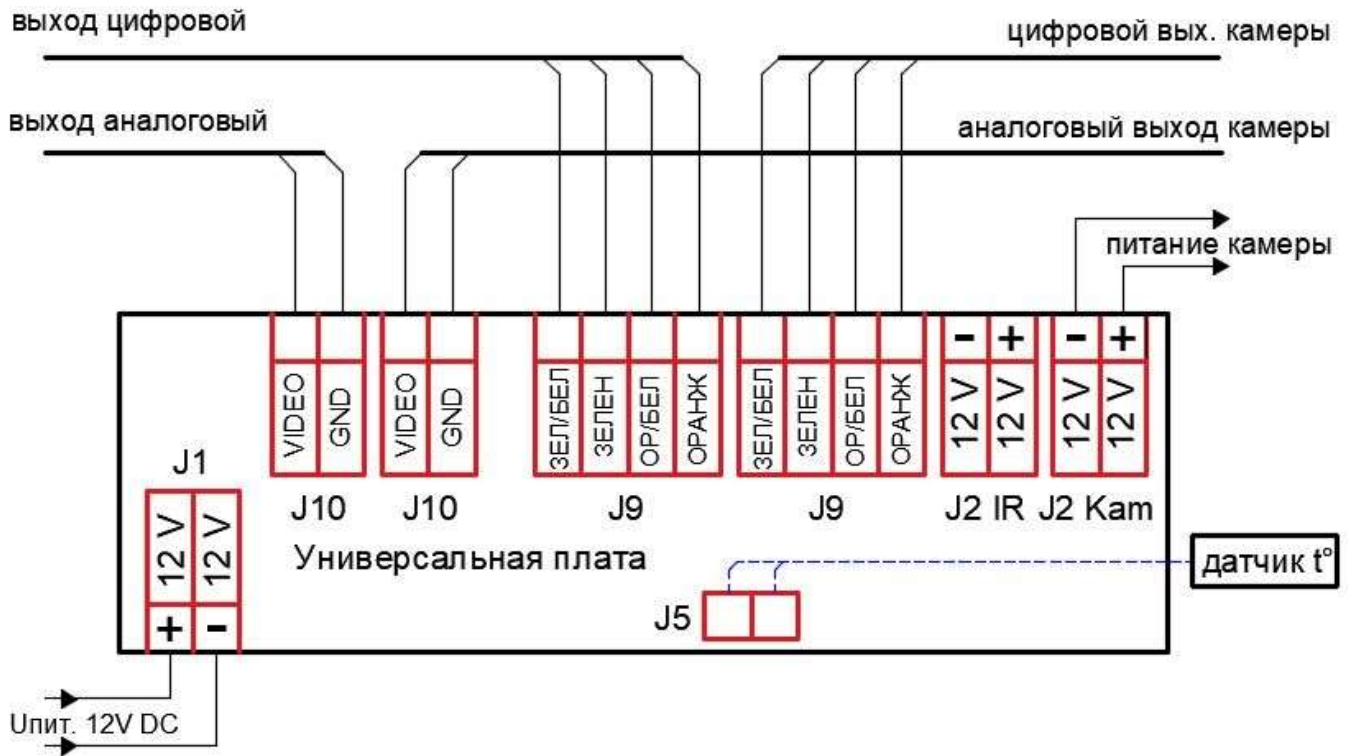 выход цифровой
цифровой вых. камеры
выход аналоговый
аналоговый выход камеры
питание камеры
- + - +
VIDEO GND VIDEO GND ЗЕЛ/БЕЛ ЗЕЛЕН ОР/БЕЛ ОРАНЖ ЗЕЛ/БЕЛ ЗЕЛЕН ОР/БЕЛ ОРАНЖ 12 V 12 V 12 V 12 V
J1
J10 J10 J9 J9 J2 IR J2 Kam
12 V 12 V
Универсальная плата
датчик t°
J5
+ -
Uпит. 12V DC